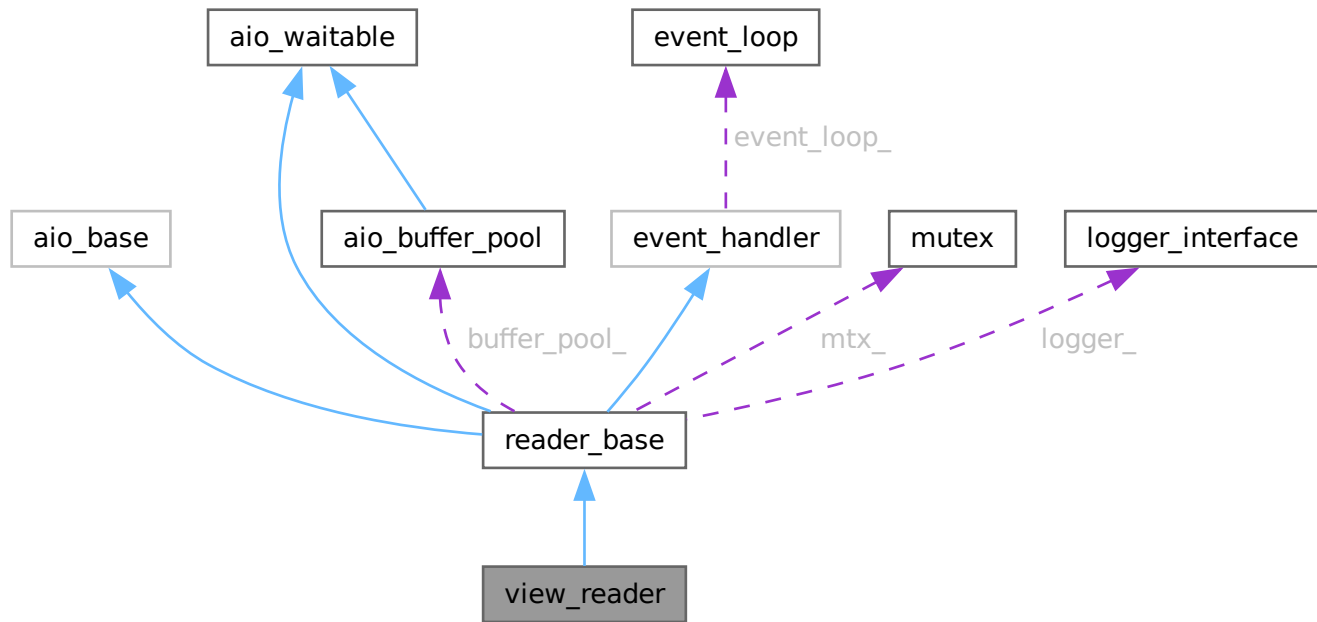 aio_waitable
event_loop
event_loop_
aio_base
aio_buffer_pool
event_handler
mutex
logger_interface
buffer_pool_
mtx_
logger_
reader_base
view_reader